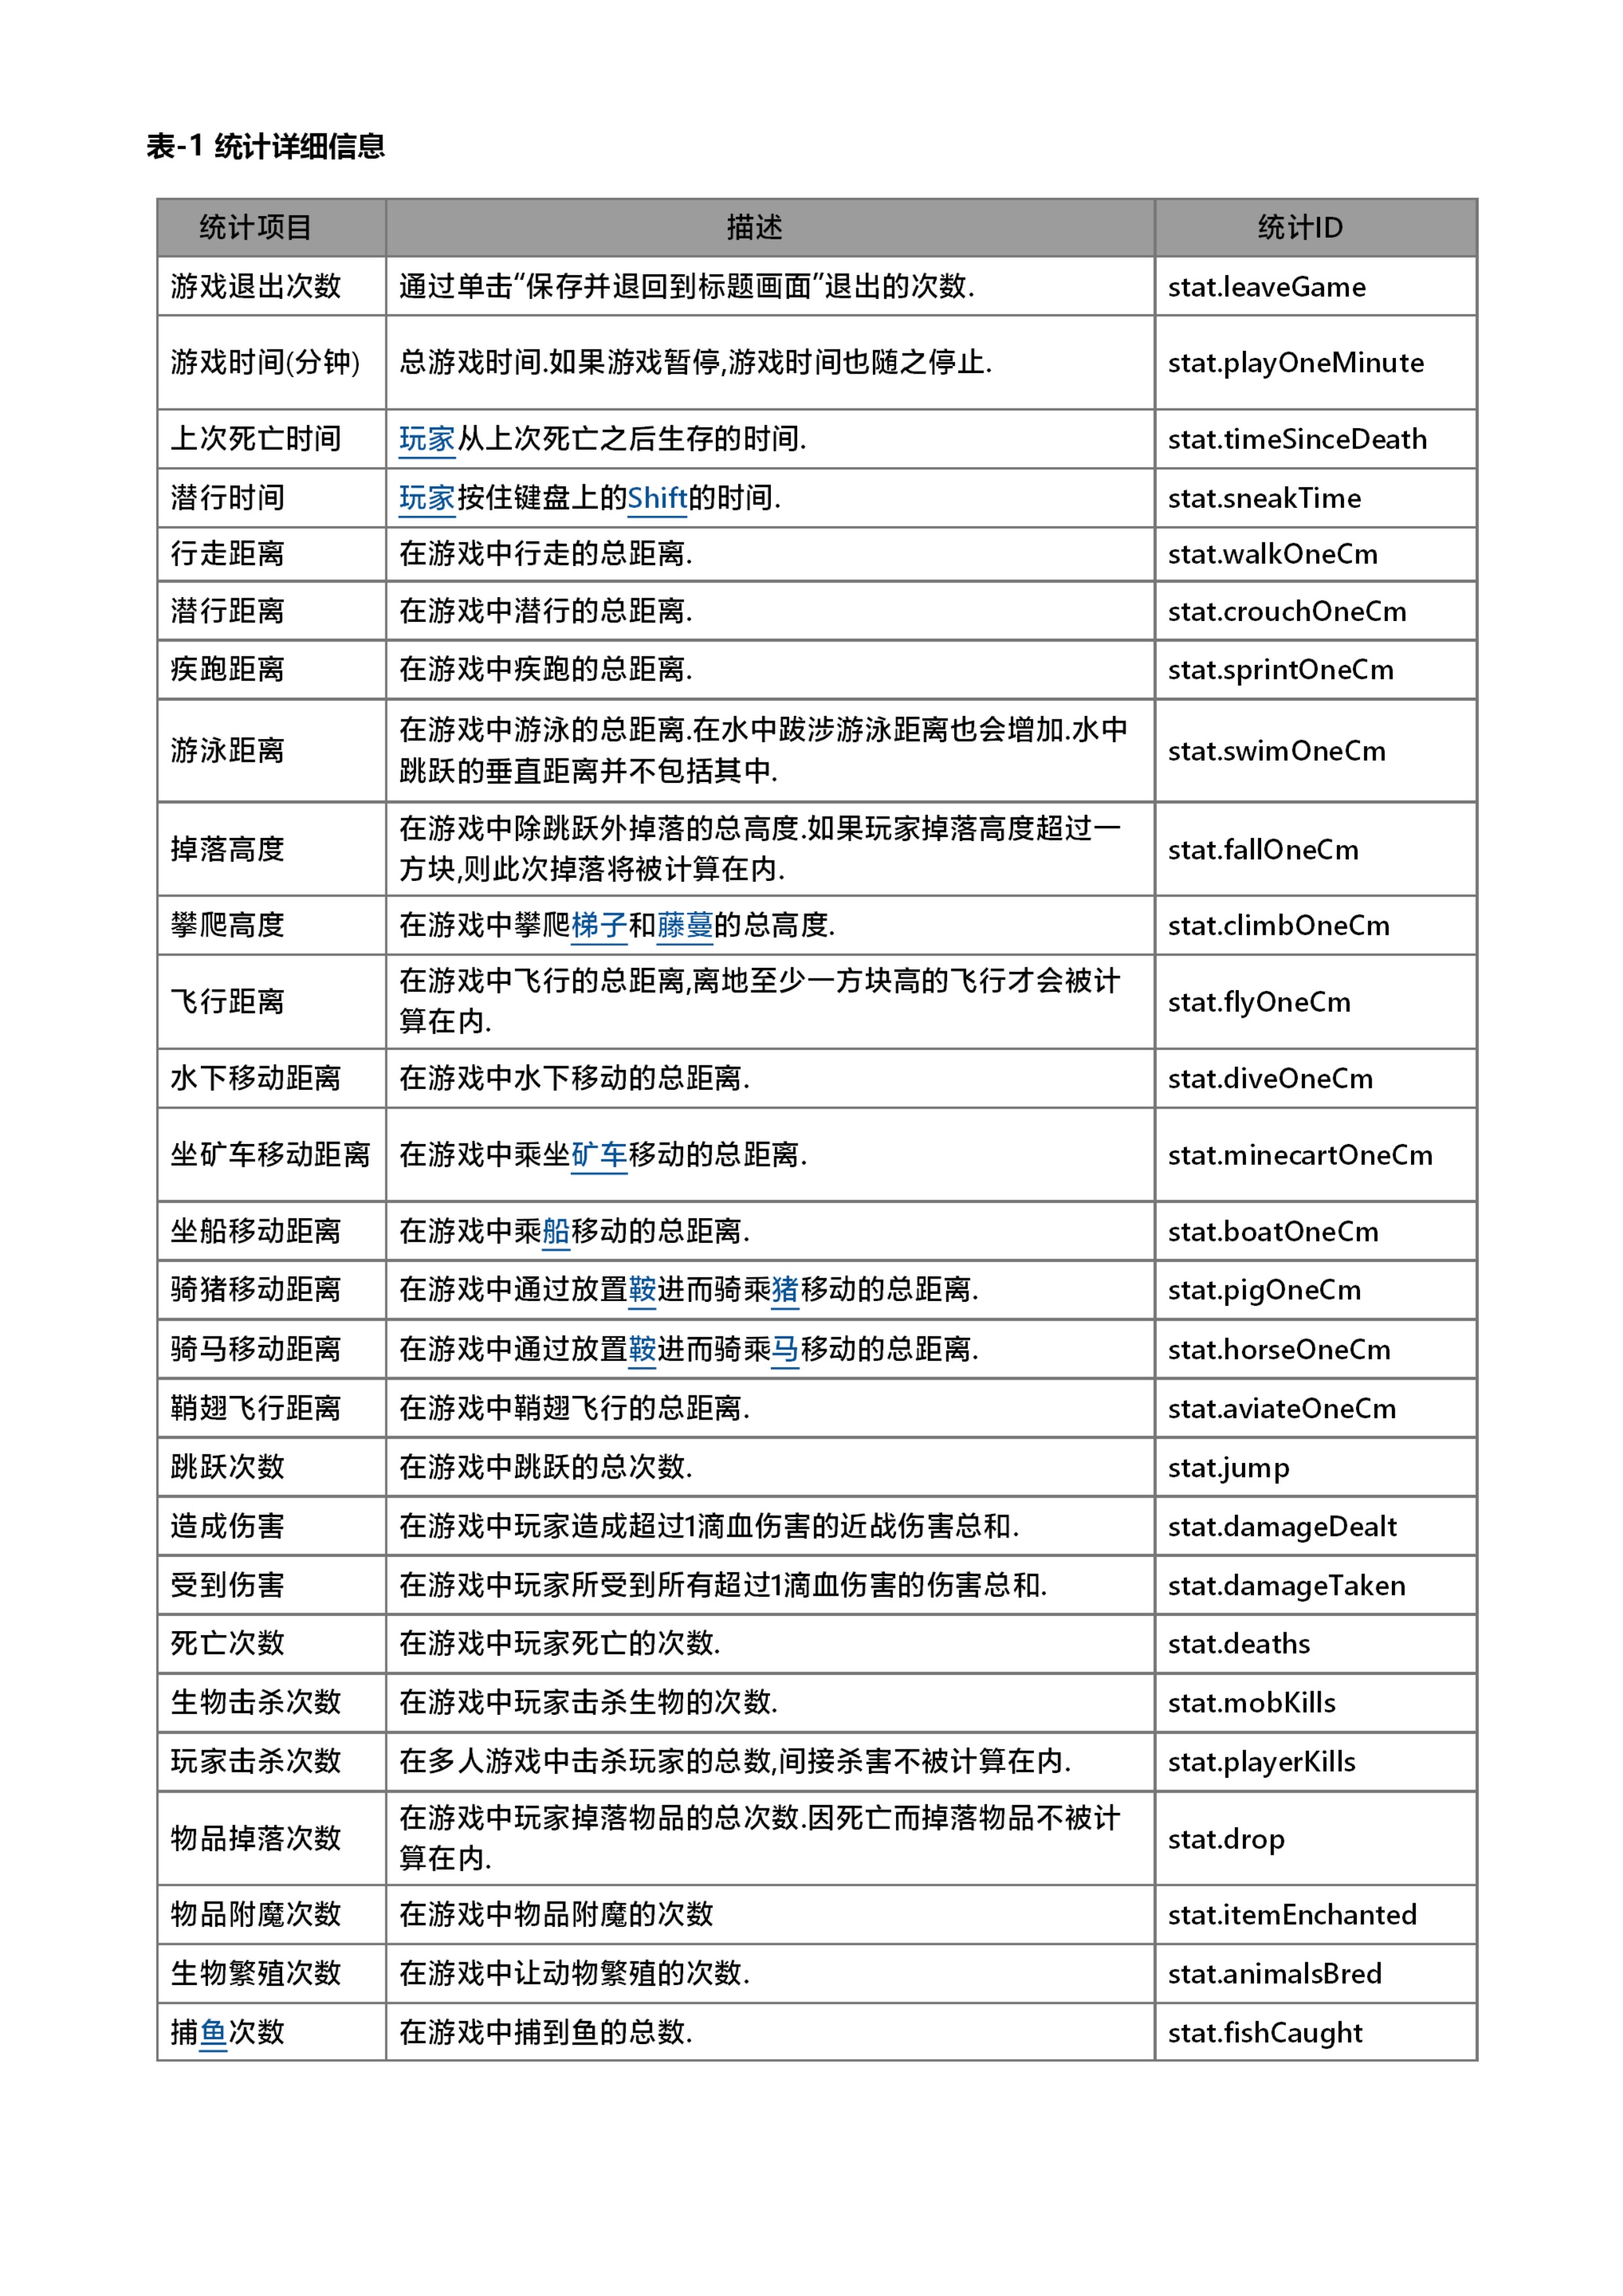 表-1 统计详细信息
统计项目 描述 统计ID
游戏退出次数 通过单击“保存并退回到标题画面”退出的次数. stat.leaveGame
游戏时间(分钟) 总游戏时间.如果游戏暂停,游戏时间也随之停止. stat.playOneMinute
上次死亡时间 玩家从上次死亡之后生存的时间. stat.timeSinceDeath
潜行时间 玩家按住键盘上的Shift的时间. stat.sneakTime
行走距离 在游戏中行走的总距离. stat.walkOneCm
潜行距离 在游戏中潜行的总距离. stat.crouchOneCm
疾跑距离 在游戏中疾跑的总距离. stat.sprintOneCm
游泳距离 在游戏中游泳的总距离.在水中跋涉游泳距离也会增加.水中
跳跃的垂直距离并不包括其中. stat.swimOneCm
掉落高度 在游戏中除跳跃外掉落的总高度.如果玩家掉落高度超过一
方块,则此次掉落将被计算在内. stat.fallOneCm
攀爬高度 在游戏中攀爬梯子和藤蔓的总高度. stat.climbOneCm
飞行距离 在游戏中飞行的总距离,离地至少一方块高的飞行才会被计
算在内. stat.flyOneCm
水下移动距离 在游戏中水下移动的总距离. stat.diveOneCm
坐矿车移动距离 在游戏中乘坐矿车移动的总距离. stat.minecartOneCm
坐船移动距离 在游戏中乘船移动的总距离. stat.boatOneCm
骑猪移动距离 在游戏中通过放置鞍进而骑乘猪移动的总距离. stat.pigOneCm
骑马移动距离 在游戏中通过放置鞍进而骑乘马移动的总距离. stat.horseOneCm
鞘翅飞行距离 在游戏中鞘翅飞行的总距离. stat.aviateOneCm
跳跃次数 在游戏中跳跃的总次数. stat.jump
造成伤害 在游戏中玩家造成超过1滴血伤害的近战伤害总和. stat.damageDealt
受到伤害 在游戏中玩家所受到所有超过1滴血伤害的伤害总和. stat.damageTaken
死亡次数 在游戏中玩家死亡的次数. stat.deaths
生物击杀次数 在游戏中玩家击杀生物的次数. stat.mobKills
玩家击杀次数 在多人游戏中击杀玩家的总数,间接杀害不被计算在内. stat.playerKills
物品掉落次数 在游戏中玩家掉落物品的总次数.因死亡而掉落物品不被计
算在内. stat.drop
物品附魔次数 在游戏中物品附魔的次数 stat.itemEnchanted
生物繁殖次数 在游戏中让动物繁殖的次数. stat.animalsBred
捕鱼次数 在游戏中捕到鱼的总数. stat.fishCaught